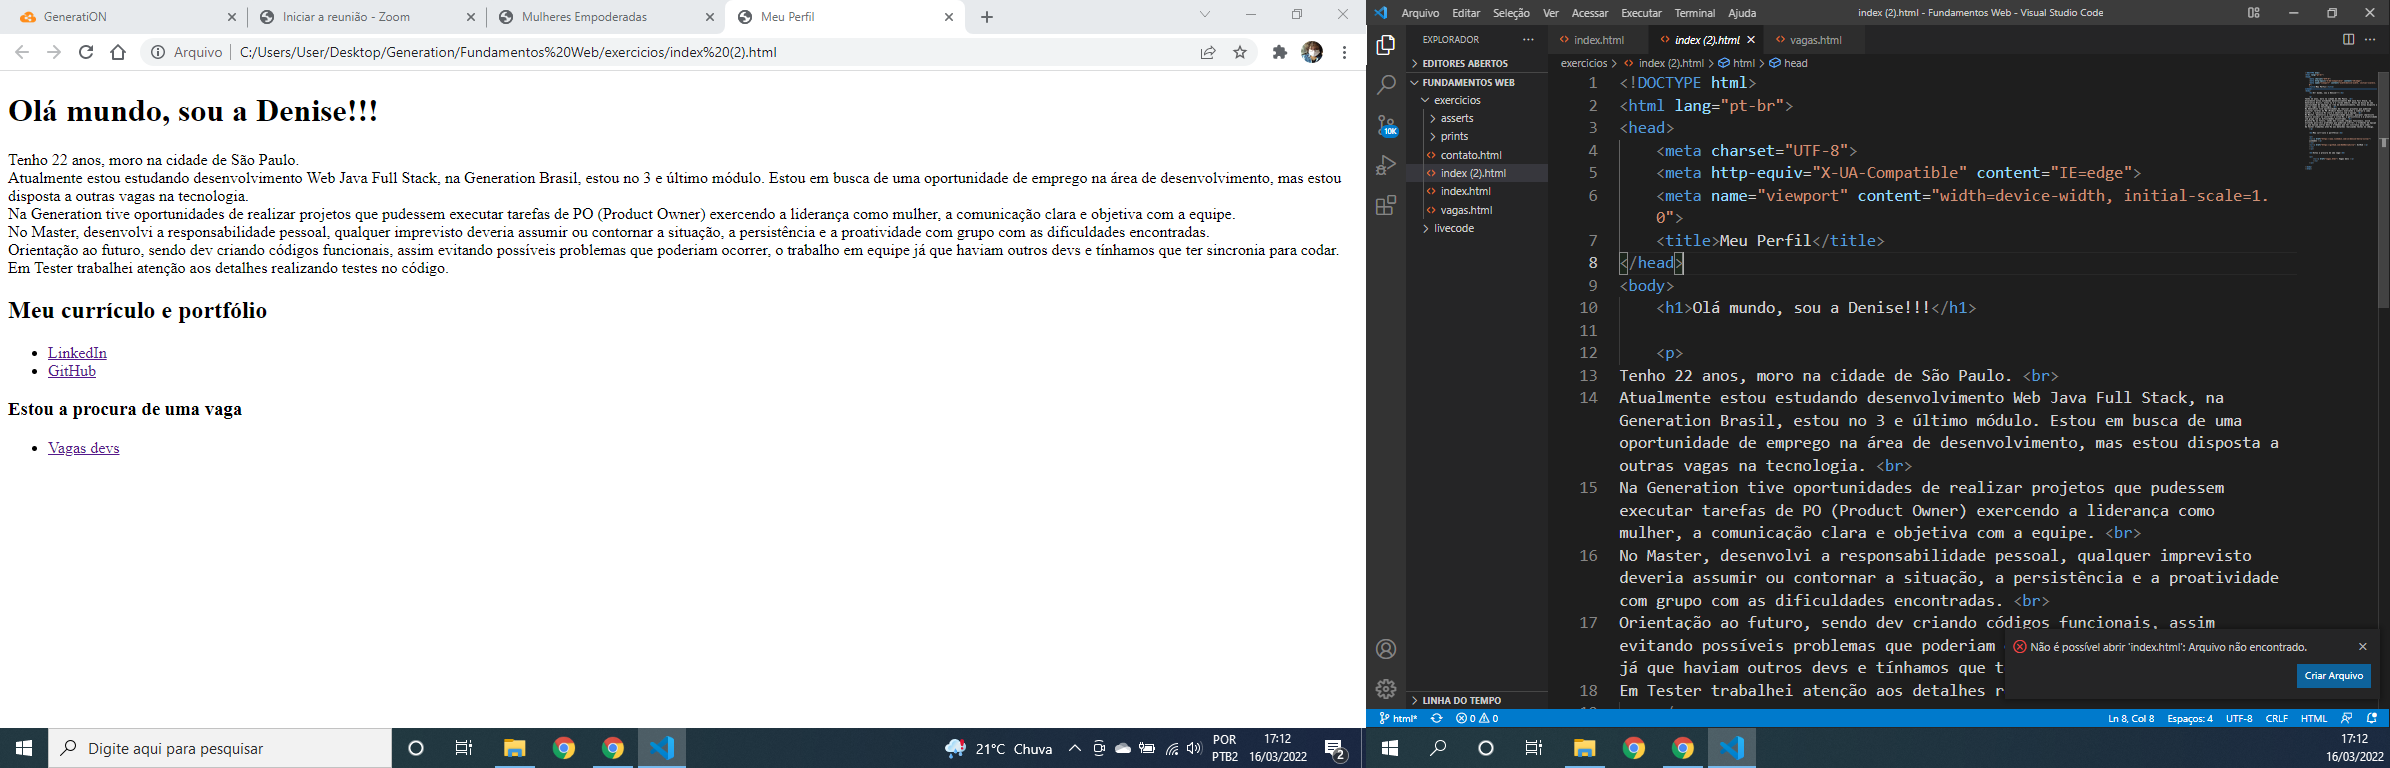 GeneratiON
Iniciar a reunião - Zoom
Mulheres Empoderadas
Meu Perfil
Arquivo
C:/Users/User/Desktop/Generation/Fundamentos%20Web/exercicios/index%20(2).html
Olá mundo, sou a Denise!!!
Tenho 22 anos, moro na cidade de São Paulo.
Atualmente estou estudando desenvolvimento Web Java Full Stack, na Generation Brasil, estou no 3 e último módulo. Estou em busca de uma oportunidade de emprego na área de desenvolvimento, mas estou
disposta a outras vagas na tecnologia.
Na Generation tive oportunidades de realizar projetos que pudessem executar tarefas de PO (Product Owner) exercendo a liderança como mulher, a comunicação clara e objetiva com a equipe.
No Master, desenvolvi a responsabilidade pessoal, qualquer imprevisto deveria assumir ou contornar a situação, a persistência e a proatividade com grupo com as dificuldades encontradas.
Orientação ao futuro, sendo dev criando códigos funcionais, assim evitando possíveis problemas que poderiam ocorrer, o trabalho em equipe já que haviam outros devs e tínhamos que ter sincronia para codar.
Em Tester trabalhei atenção aos detalhes realizando testes no código.
Meu currículo e portfólio
LinkedIn
GitHub
Estou a procura de uma vaga
Vagas devs
Digite aqui para pesquisar
21°C Chuva
POR
PTB2
17:12
16/03/2022
2
Arquivo Editar Seleção Ver Acessar Executar Terminal Ajuda
index (2).html - Fundamentos Web - Visual Studio Code
EXPLORADOR
EDITORES ABERTOS
FUNDAMENTOS WEB
exercicios
asserts
prints
contato.html
index (2).html
index.html
vagas.html
livecode
LINHA DO TEMPO
10K
index.html
index (2).html
vagas.html
exercicios > index (2).html > html > head
1 <!DOCTYPE html>
2 <html lang="pt-br">
3 <head>
4 <meta charset="UTF-8">
5 <meta http-equiv="X-UA-Compatible" content="IE=edge">
6 <meta name="viewport" content="width=device-width, initial-scale=1.
0">
7 <title>Meu Perfil</title>
8 </head>
9 <body>
10 <h1>Olá mundo, sou a Denise!!!</h1>
11
12 <p>
13 Tenho 22 anos, moro na cidade de São Paulo. <br>
14 Atualmente estou estudando desenvolvimento Web Java Full Stack, na
Generation Brasil, estou no 3 e último módulo. Estou em busca de uma
oportunidade de emprego na área de desenvolvimento, mas estou disposta a
outras vagas na tecnologia. <br>
15 Na Generation tive oportunidades de realizar projetos que pudessem
executar tarefas de PO (Product Owner) exercendo a liderança como
mulher, a comunicação clara e objetiva com a equipe. <br>
16 No Master, desenvolvi a responsabilidade pessoal, qualquer imprevisto
deveria assumir ou contornar a situação, a persistência e a proatividade
com grupo com as dificuldades encontradas. <br>
17 Orientação ao futuro, sendo dev criando códigos funcionais, assim
evitando possíveis problemas que poderiam
já que haviam outros devs e tínhamos que t
18 Em Tester trabalhei atenção aos detalhes r
Não é possível abrir 'index.html': Arquivo não encontrado.
Criar Arquivo
html* 0 0
Ln 8, Col 8 Espaços: 4 UTF-8 CRLF HTML
17:12
16/03/2022